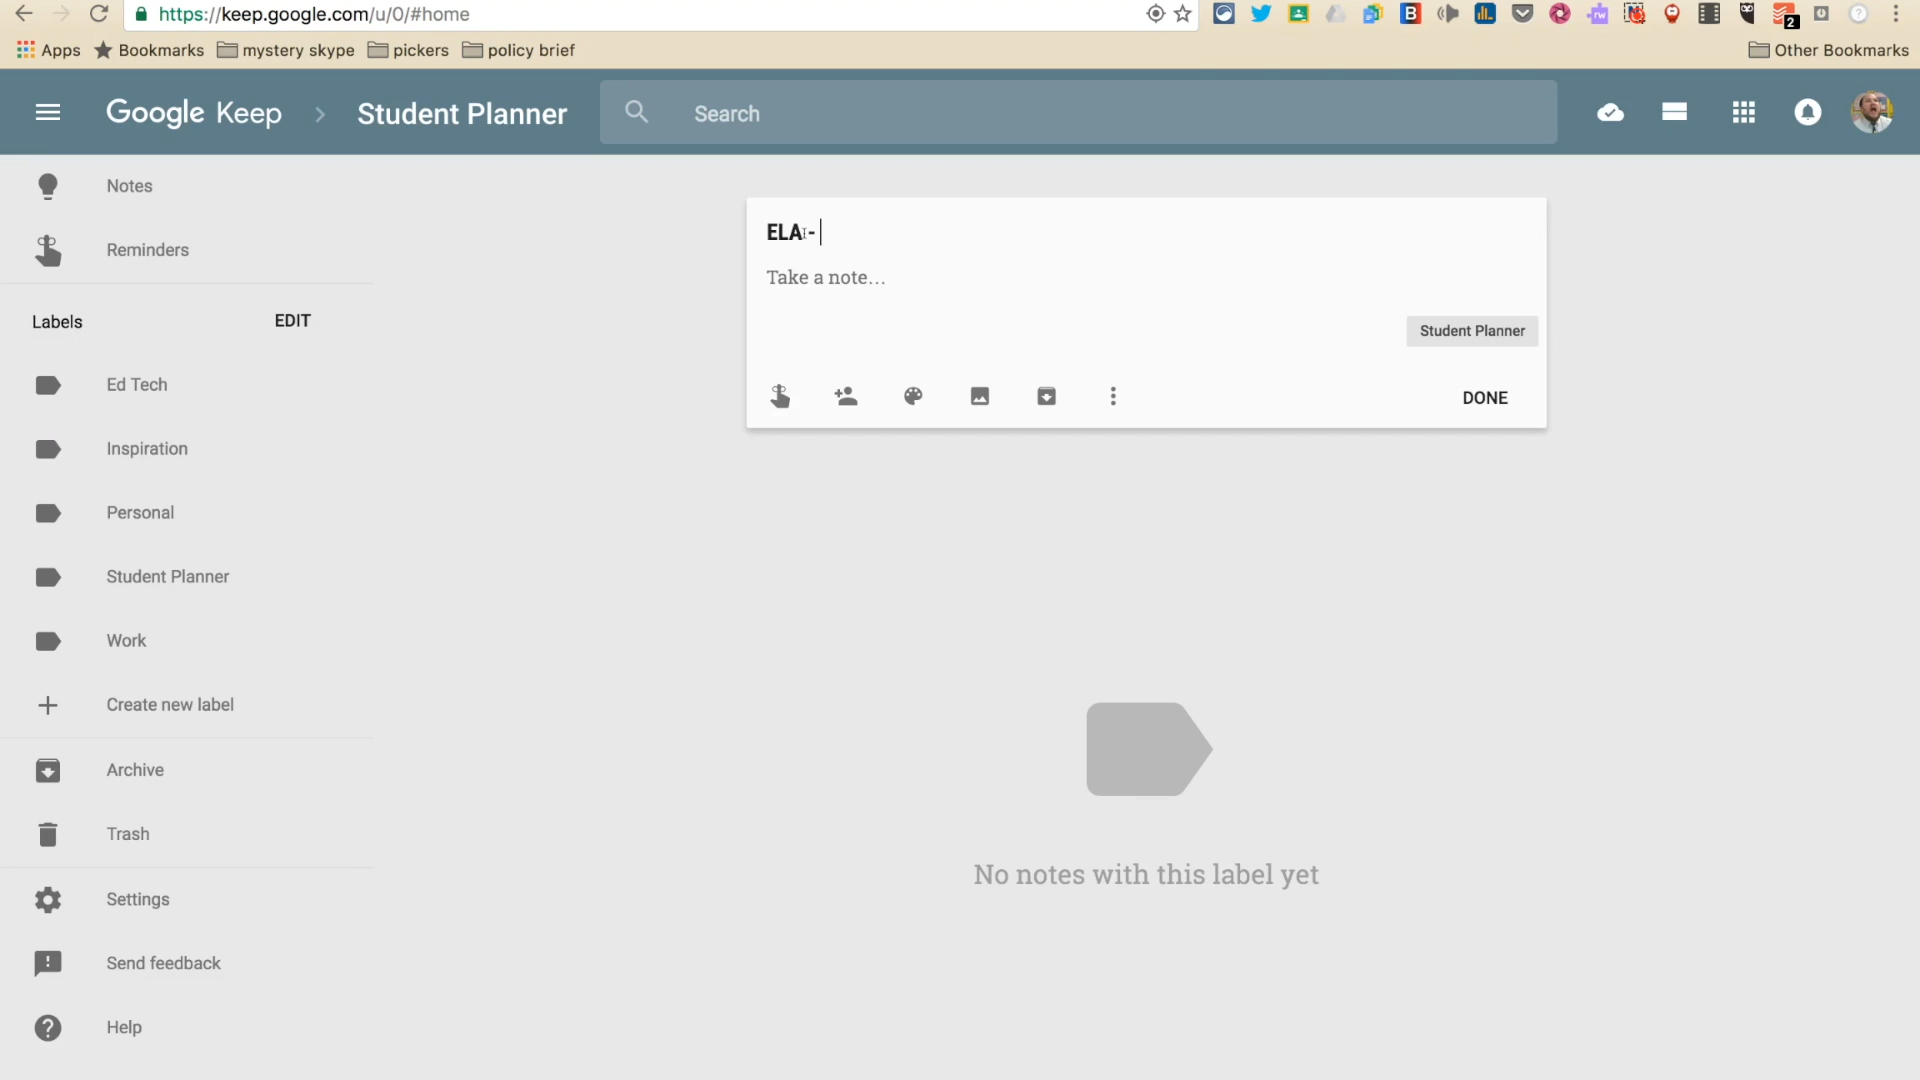 https://keep.google.com/u/0/#home
Apps Bookmarks mystery skype pickers policy brief Other Bookmarks
Google Keep Student Planner Search
Notes
Reminders
Labels EDIT
Ed Tech
Inspiration
Personal
Student Planner
Work
Create new label
Archive
Trash
Settings
Send feedback
Help
ELA -
Take a note...
Student Planner
DONE
No notes with this label yet
B
rw
2